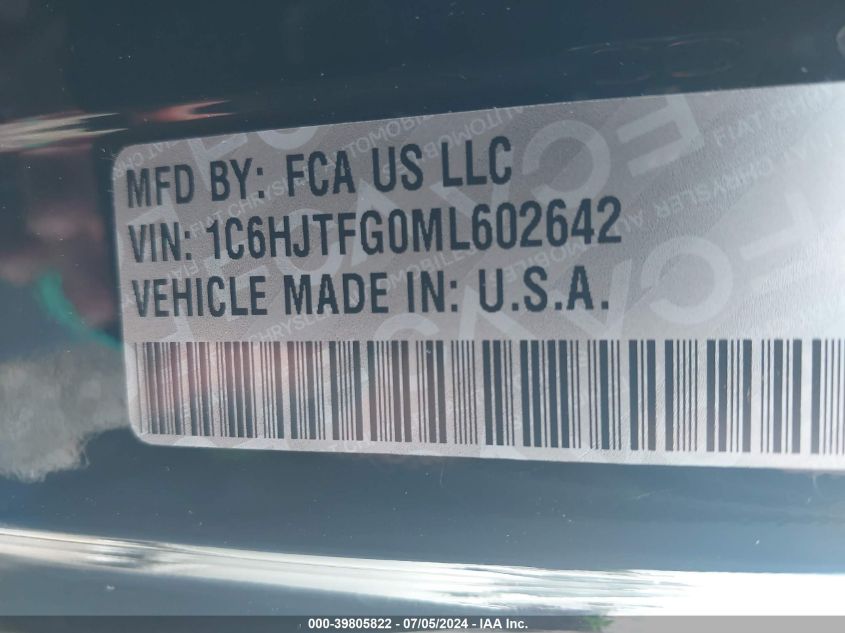 MFD BY: FCA US LLC
VIN: 1C6HJTFG0ML602642
VEHICLE MADE IN: U.S.A.
000-39805822 - 07/05/2024 - IAA Inc.